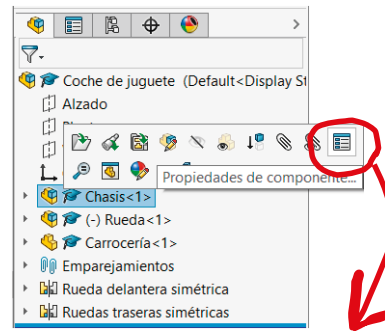 Coche de juguete (Default<Display St
Alzado
Propiedades de componente...
Chasis<1>
(-) Rueda<1>
Carrocería<1>
Emparejamientos
Rueda delantera simétrica
Ruedas traseras simétricas